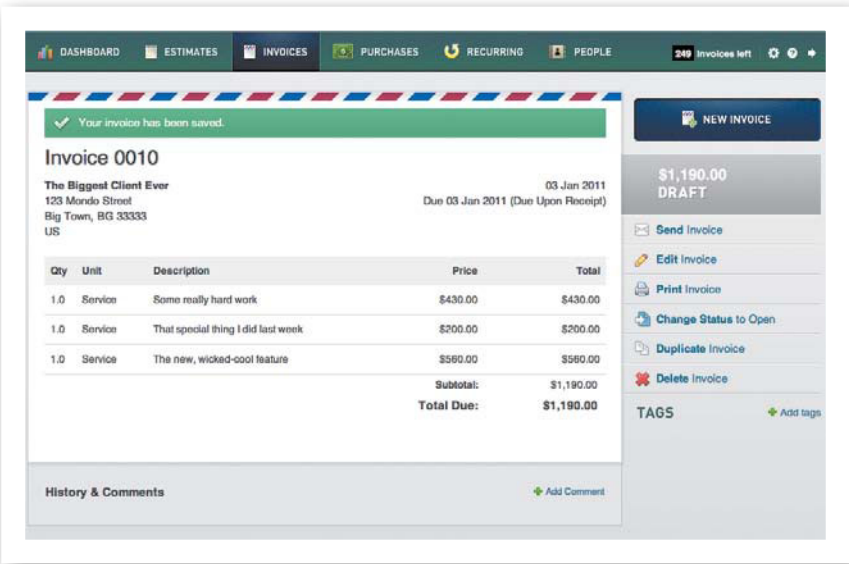 DASHBOARD ESTIMATES INVOICES PURCHASES RECURRING PEOPLE 249 Invoices left
Your invoice has been saved.
Invoice 0010
The Biggest Client Ever 03 Jan 2011
123 Mondo Street Due 03 Jan 2011 (Due Upon Receipt)
Big Town, BG 33333
US
Qty Unit Description Price Total
1.0 Service Some really hard work $430.00 $430.00
1.0 Service That special thing I did last week $200.00 $200.00
1.0 Service The new, wicked-cool feature $560.00 $560.00
Subtotal: $1,190.00
Total Due: $1,190.00
History & Comments Add Comment
NEW INVOICE
$1,190.00
DRAFT
Send Invoice
Edit Invoice
Print Invoice
Change Status to Open
Duplicate Invoice
Delete Invoice
TAGS Add tags